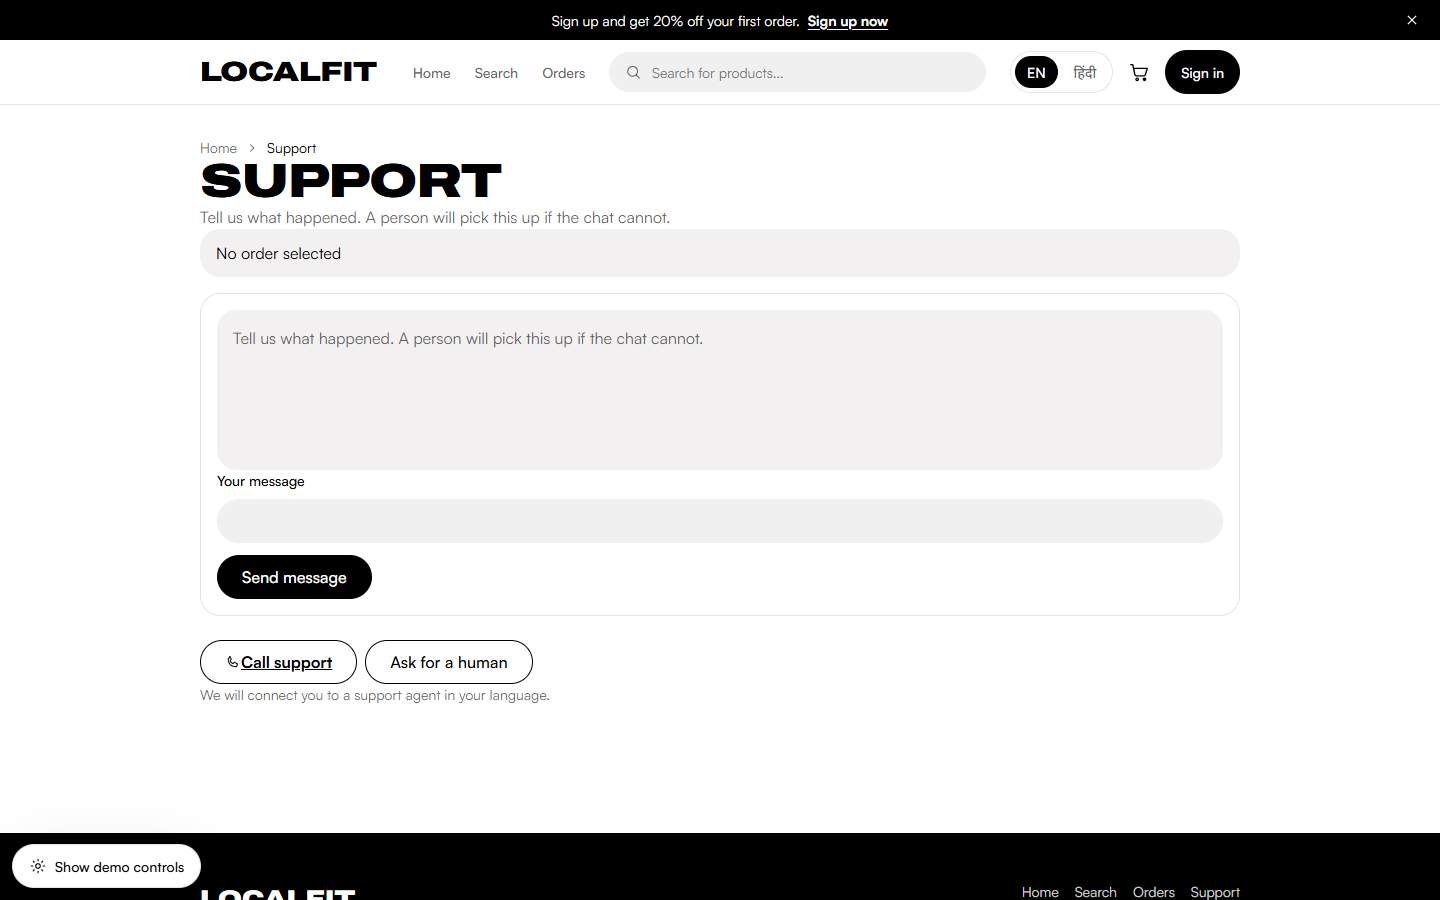 Sign up and get 20% off your first order. Sign up now
LOCALFIT
Home Search Orders
Search for products...
EN हिंदी
Sign in
Home > Support
SUPPORT
Tell us what happened. A person will pick this up if the chat cannot.
No order selected
Tell us what happened. A person will pick this up if the chat cannot.
Your message
Send message
Call support
Ask for a human
We will connect you to a support agent in your language.
Show demo controls
LOCALFIT
Home Search Orders Support